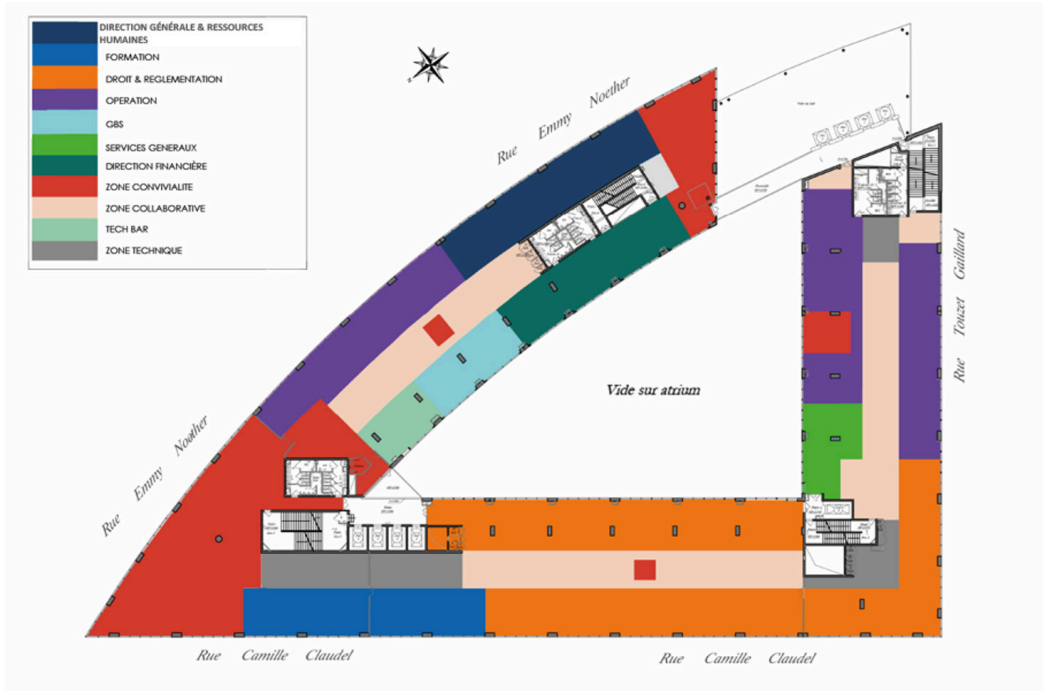 DIRECTION GÉNÉRALE & RESSOURCES
HUMAINES
FORMATION
DROIT & REGLEMENTATION
OPERATION
GBS
SERVICES GENERAUX
DIRECTION FINANCIÈRE
ZONE CONVIVIALITE
ZONE COLLABORATIVE
TECH BAR
ZONE TECHNIQUE
Rue Emmy Noether
Rue Touzet Gaillard
Vide sur atrium
Rue Emmy Noether
Rue Camille Claudel
Rue Camille Claudel